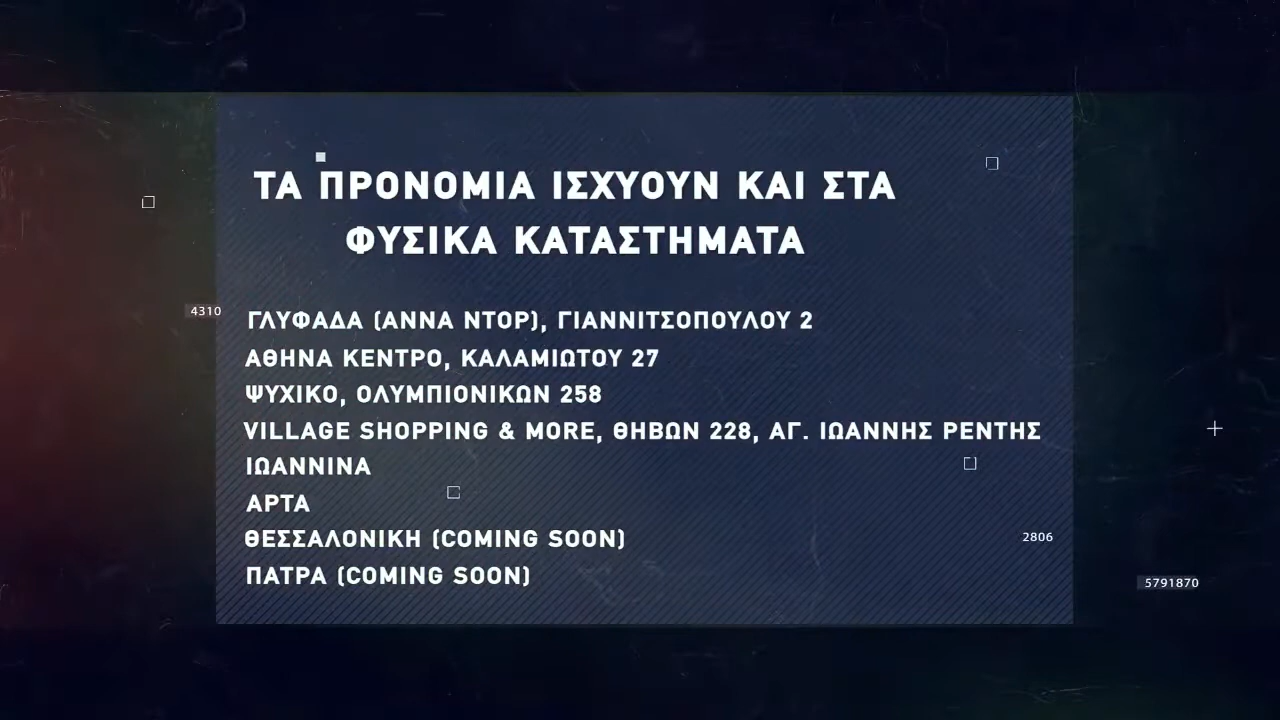 ΤΑ ΠΡΟΝΟΜΙΑ ΙΣΧΥΟΥΝ ΚΑΙ ΣΤΑ
ΦΥΣΙΚΑ ΚΑΤΑΣΤΗΜΑΤΑ
4310
ΓΛΥΦΑΔΑ (ΑΝΝΑ ΝΤΟΡ), ΓΙΑΝΝΙΤΣΟΠΟΥΛΟΥ 2
ΑΘΗΝΑ ΚΕΝΤΡΟ, ΚΑΛΑΜΙΩΤΟΥ 27
ΨΥΧΙΚΟ, ΟΛΥΜΠΙΟΝΙΚΩΝ 258
VILLAGE SHOPPING & MORE, ΘΗΒΩΝ 228, ΑΓ. ΙΩΑΝΝΗΣ ΡΕΝΤΗΣ
ΙΩΑΝΝΙΝΑ
ΑΡΤΑ
ΘΕΣΣΑΛΟΝΙΚΗ (COMING SOON)
2806
ΠΑΤΡΑ (COMING SOON)
5791870